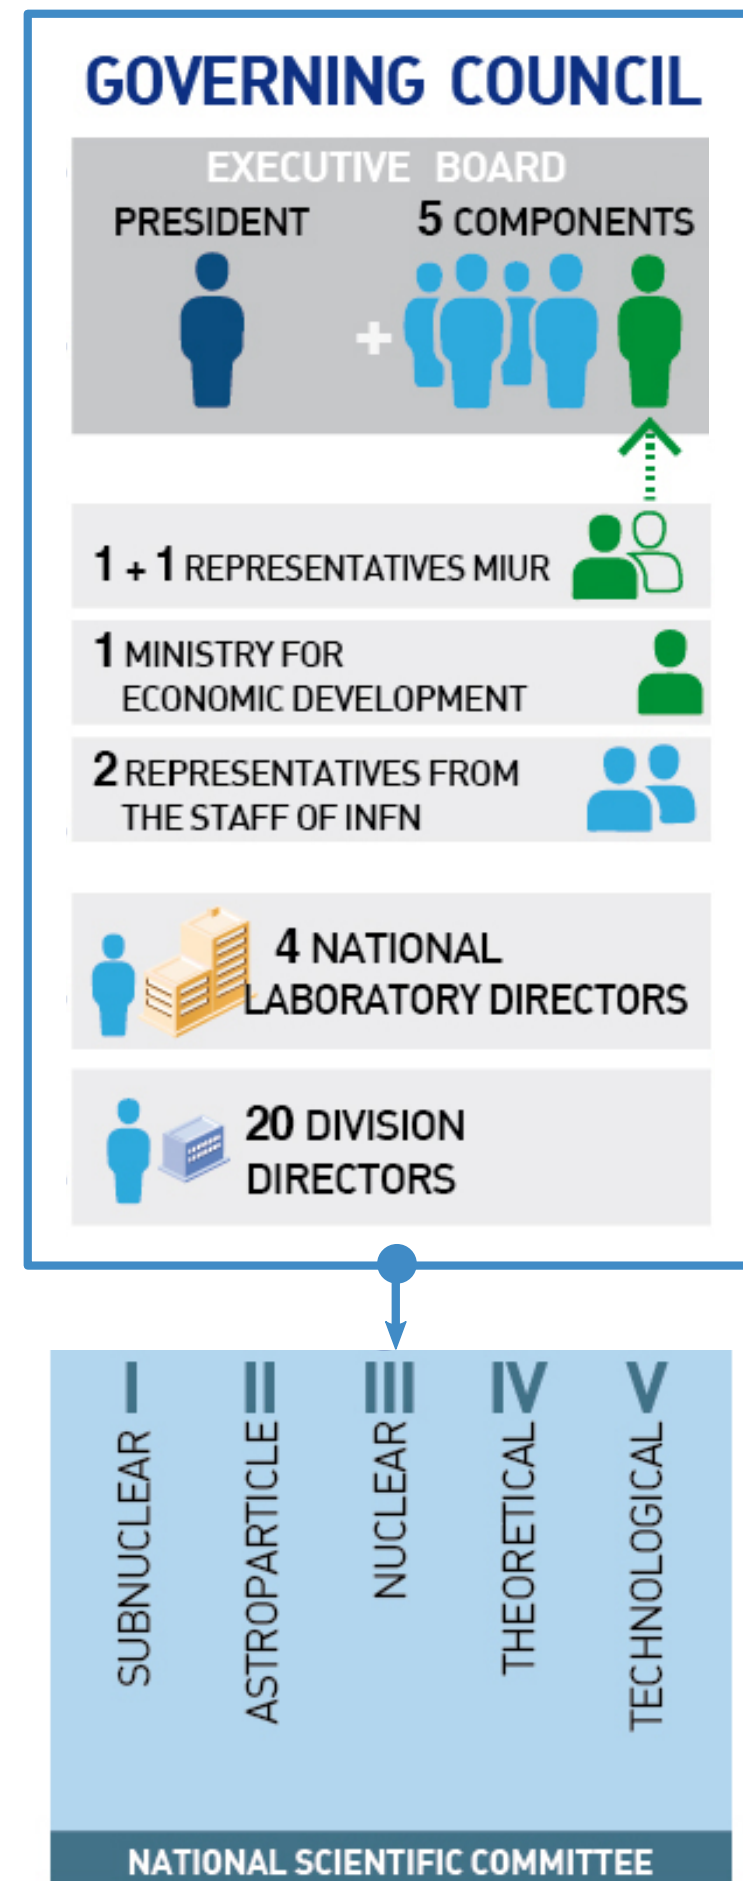 GOVERNING COUNCIL
EXECUTIVE BOARD
PRESIDENT
5 COMPONENTS
+
1 + 1 REPRESENTATIVES MIUR
1 MINISTRY FOR
ECONOMIC DEVELOPMENT
2 REPRESENTATIVES FROM
THE STAFF OF INFN
4 NATIONAL
LABORATORY DIRECTORS
20 DIVISION
DIRECTORS
I
SUBNUCLEAR
II
ASTROPARTICLE
III
NUCLEAR
IV
THEORETICAL
V
TECHNOLOGICAL
NATIONAL SCIENTIFIC COMMITTEE